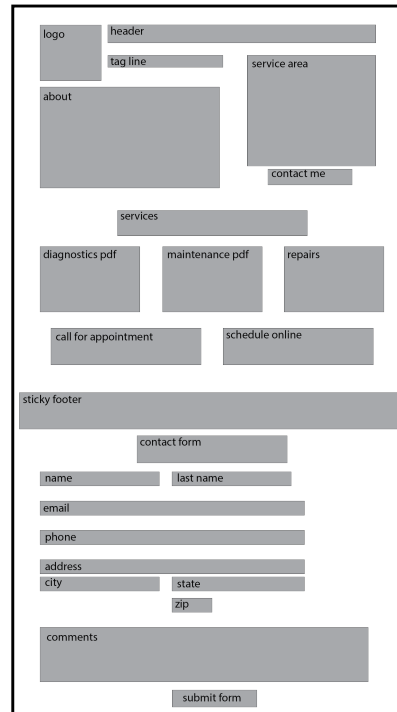 logo
header
tag line
service area
about
contact me
services
diagnostics pdf
maintenance pdf
repairs
call for appointment
schedule online
sticky footer
contact form
name
last name
email
phone
address
city
state
zip
comments
submit form